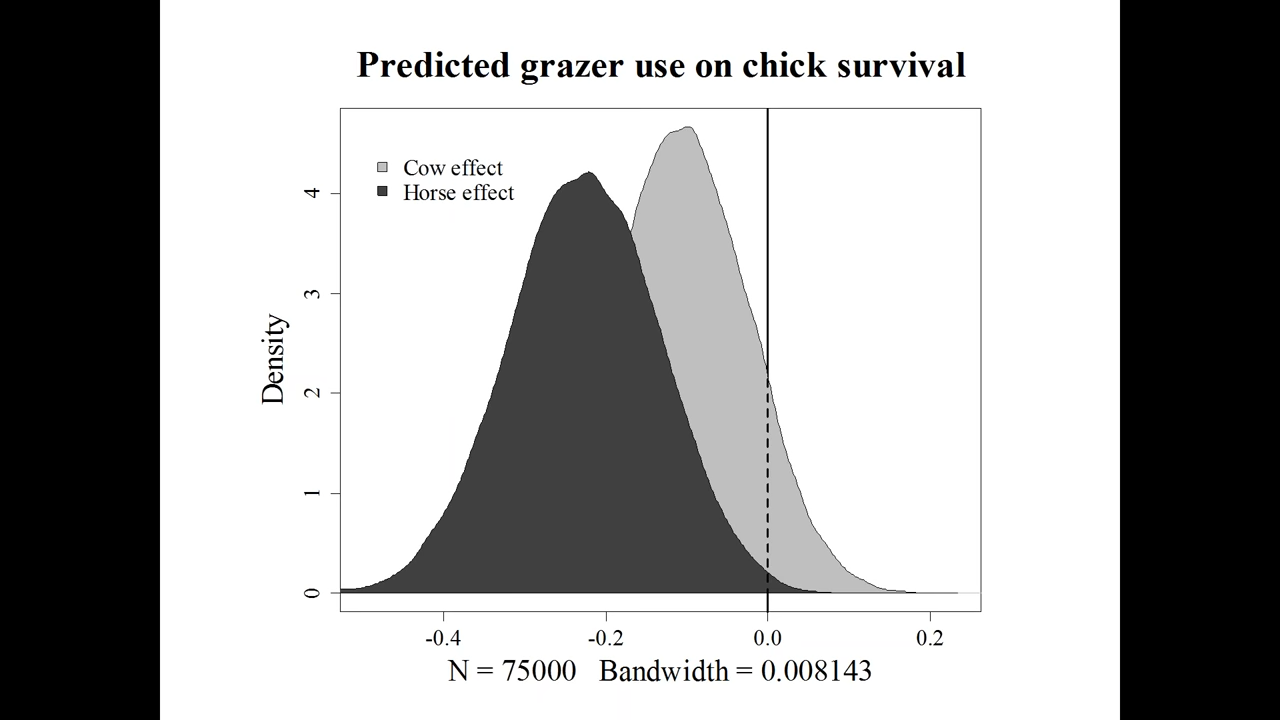 Predicted grazer use on chick survival
Cow effect
Horse effect
Density
4
3
2
1
0
-0.4 -0.2 0.0 0.2
N = 75000 Bandwidth = 0.008143